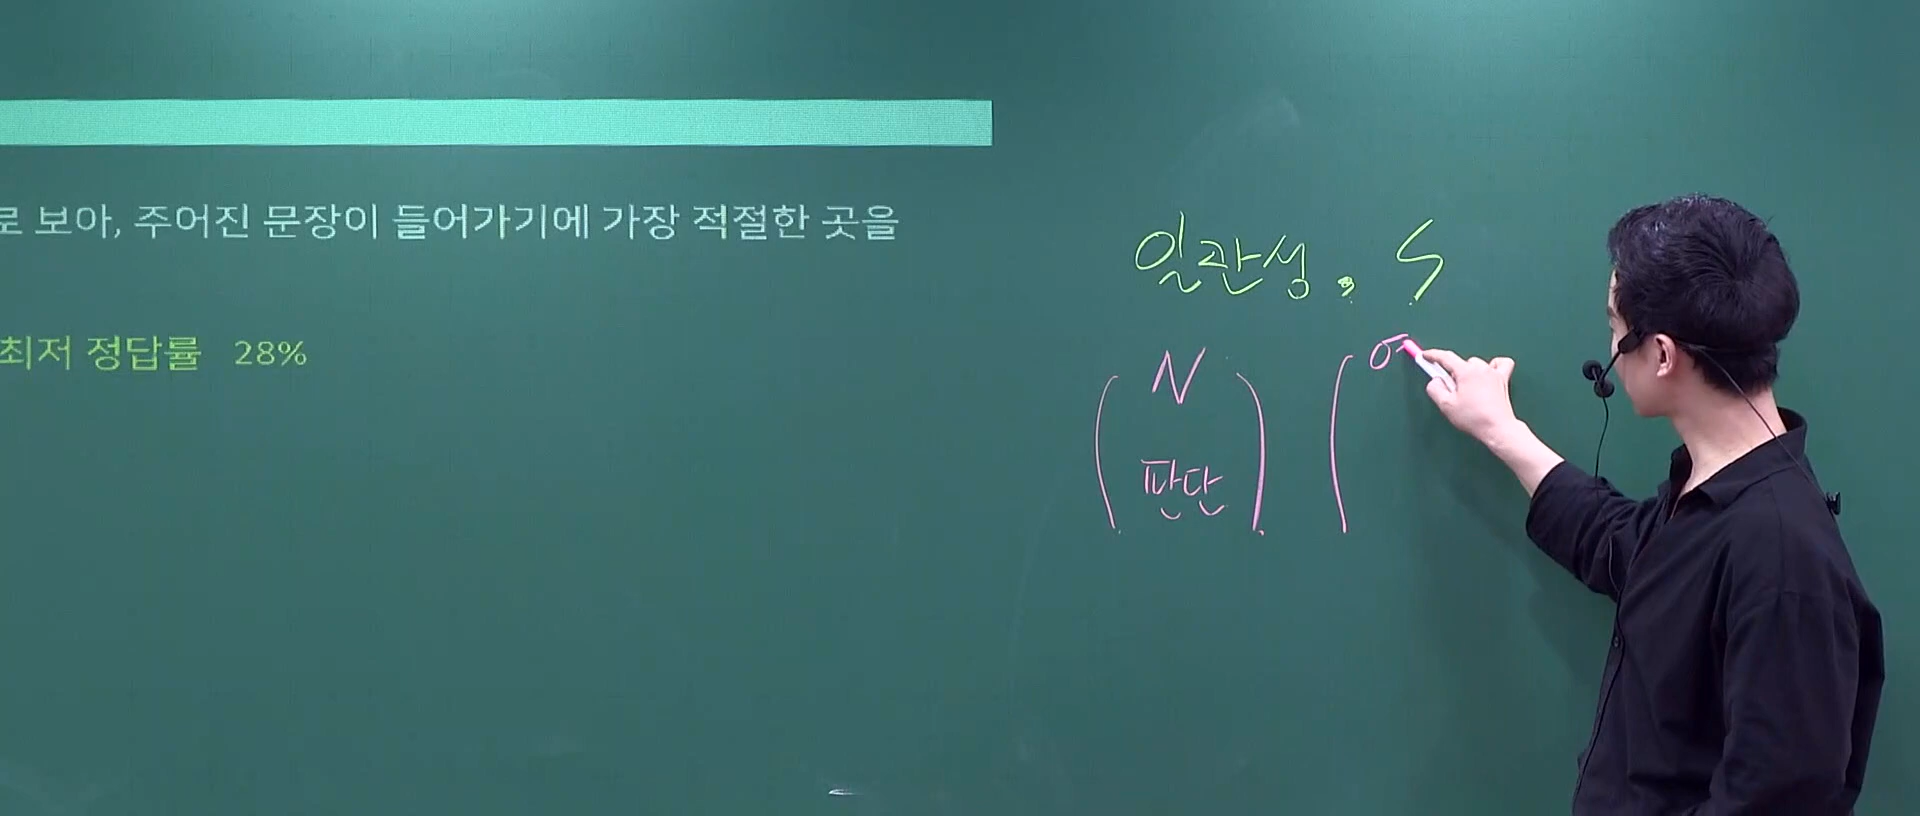 로 보아, 주어진 문장이 들어가기에 가장 적절한 곳을
최저 정답률 28%
일관성, S
( N ) (
판단